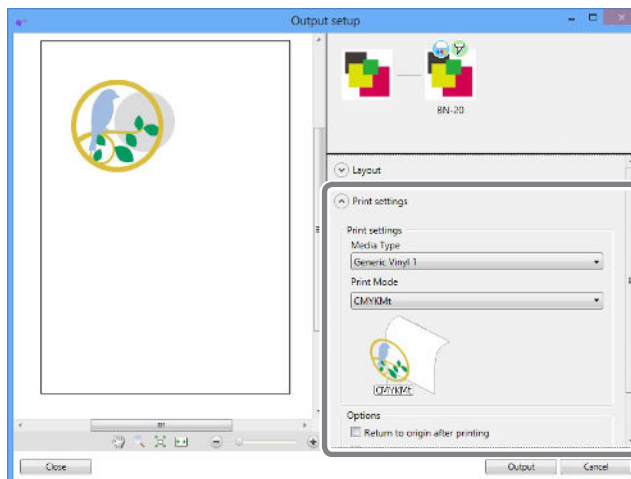 Output setup
BN-20
Layout
Print settings
Print settings
Media Type
Generic Vinyl 1
Print Mode
CMYKMt
CMYKMt
Options
Return to origin after printing
Close
Output
Cancel